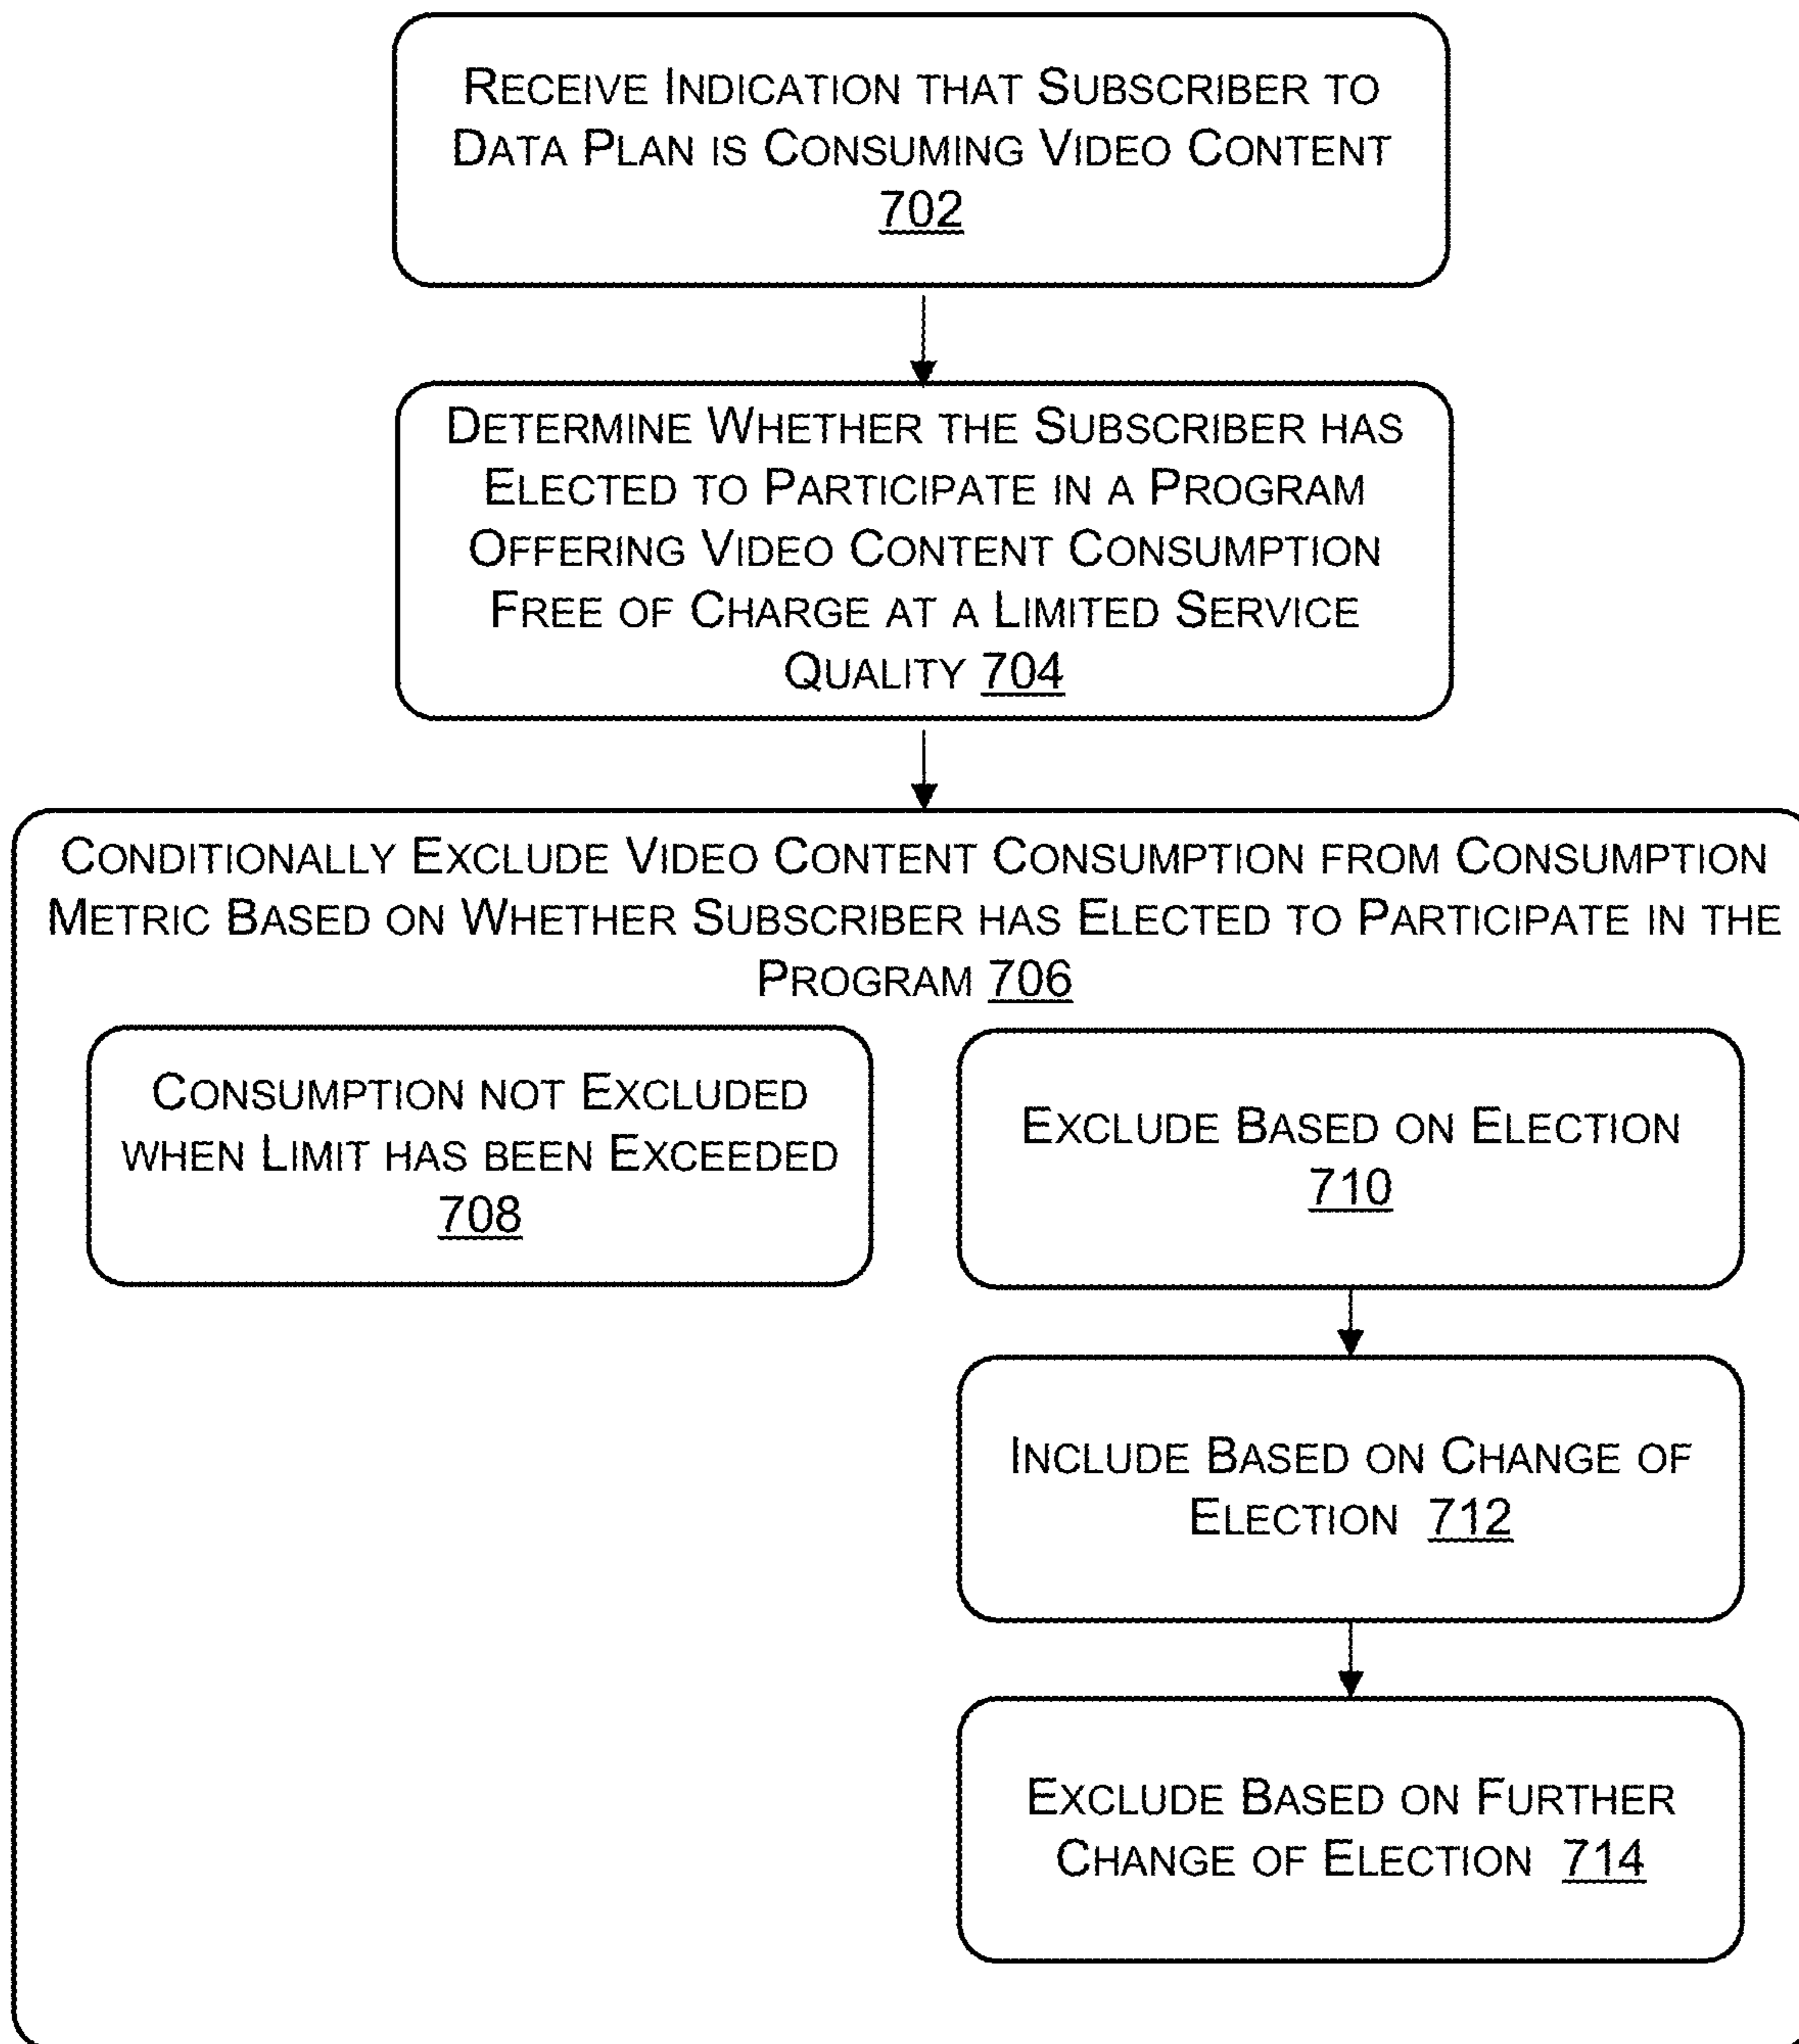 RECEIVE INDICATION THAT SUBSCRIBER TO
DATA PLAN IS CONSUMING VIDEO CONTENT
702
DETERMINE WHETHER THE SUBSCRIBER HAS
ELECTED TO PARTICIPATE IN A PROGRAM
OFFERING VIDEO CONTENT CONSUMPTION
FREE OF CHARGE AT A LIMITED SERVICE
QUALITY 704
CONDITIONALLY EXCLUDE VIDEO CONTENT CONSUMPTION FROM CONSUMPTION
METRIC BASED ON WHETHER SUBSCRIBER HAS ELECTED TO PARTICIPATE IN THE
PROGRAM 706
CONSUMPTION NOT EXCLUDED
WHEN LIMIT HAS BEEN EXCEEDED
708
EXCLUDE BASED ON ELECTION
710
INCLUDE BASED ON CHANGE OF
ELECTION 712
EXCLUDE BASED ON FURTHER
CHANGE OF ELECTION 714